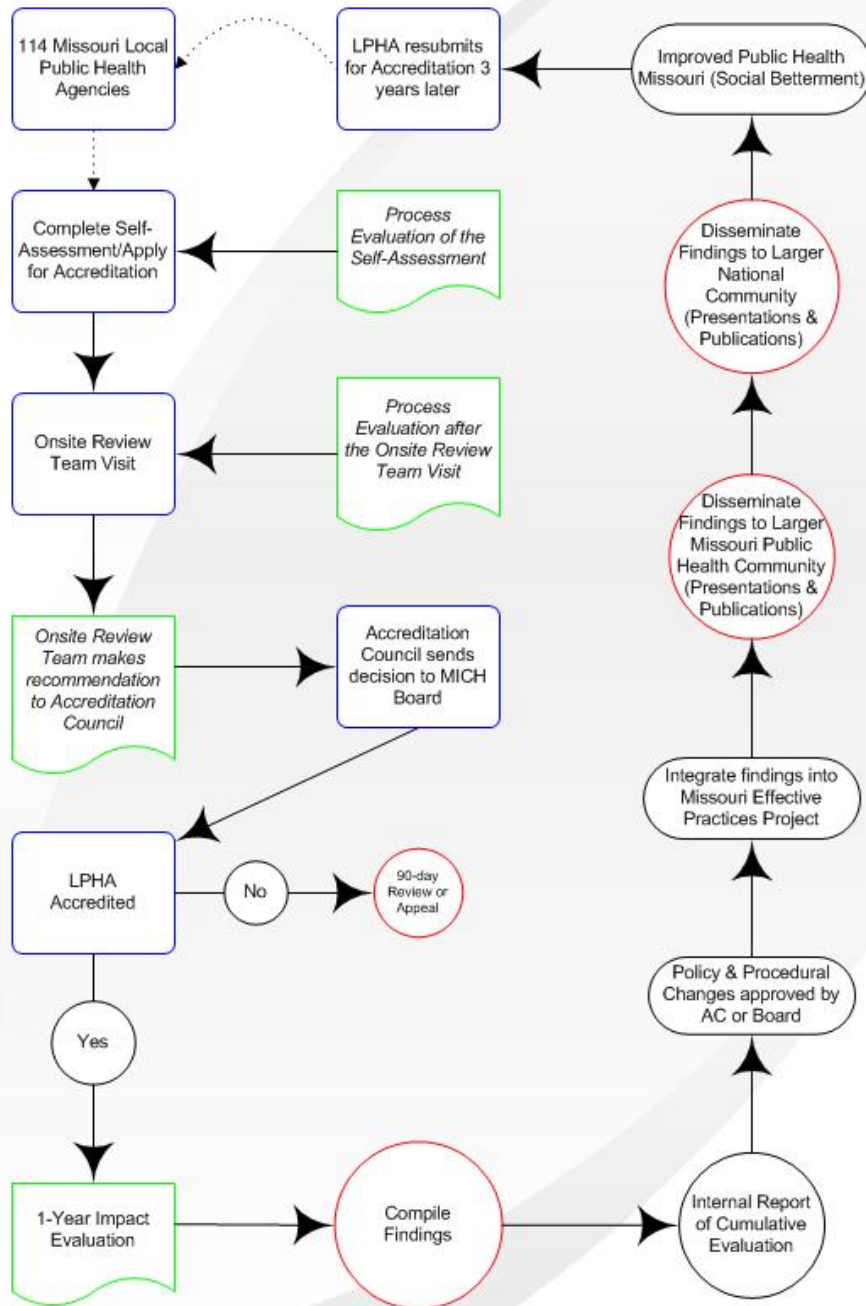 114 Missouri Local
Public Health
Agencies
LPHA resubmits
for Accreditation 3
years later
Improved Public Health
Missouri (Social Betterment)
Complete Self-
Assessment/Apply
for Accreditation
Process
Evaluation of the
Self-Assessment
Disseminate
Findings to Larger
National
Community
(Presentations &
Publications)
Onsite Review
Team Visit
Process
Evaluation after
the Onsite Review
Team Visit
Disseminate
Findings to Larger
Missouri Public
Health Community
(Presentations &
Publications)
Onsite Review
Team makes
recommendation
to Accreditation
Council
Accreditation
Council sends
decision to MICH
Board
Integrate findings into
Missouri Effective
Practices Project
LPHA
Accredited
No
90-day
Review or
Appeal
Policy & Procedural
Changes approved by
AC or Board
Yes
1-Year Impact
Evaluation
Compile
Findings
Internal Report
of Cumulative
Evaluation